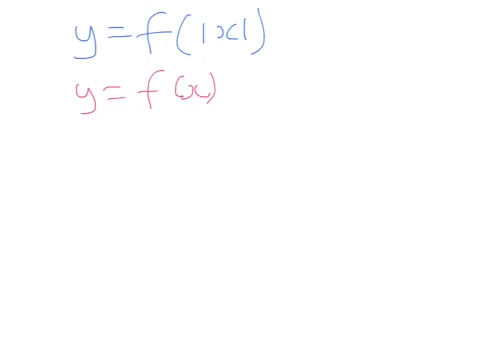 y = f(|x|)
y = f(x)